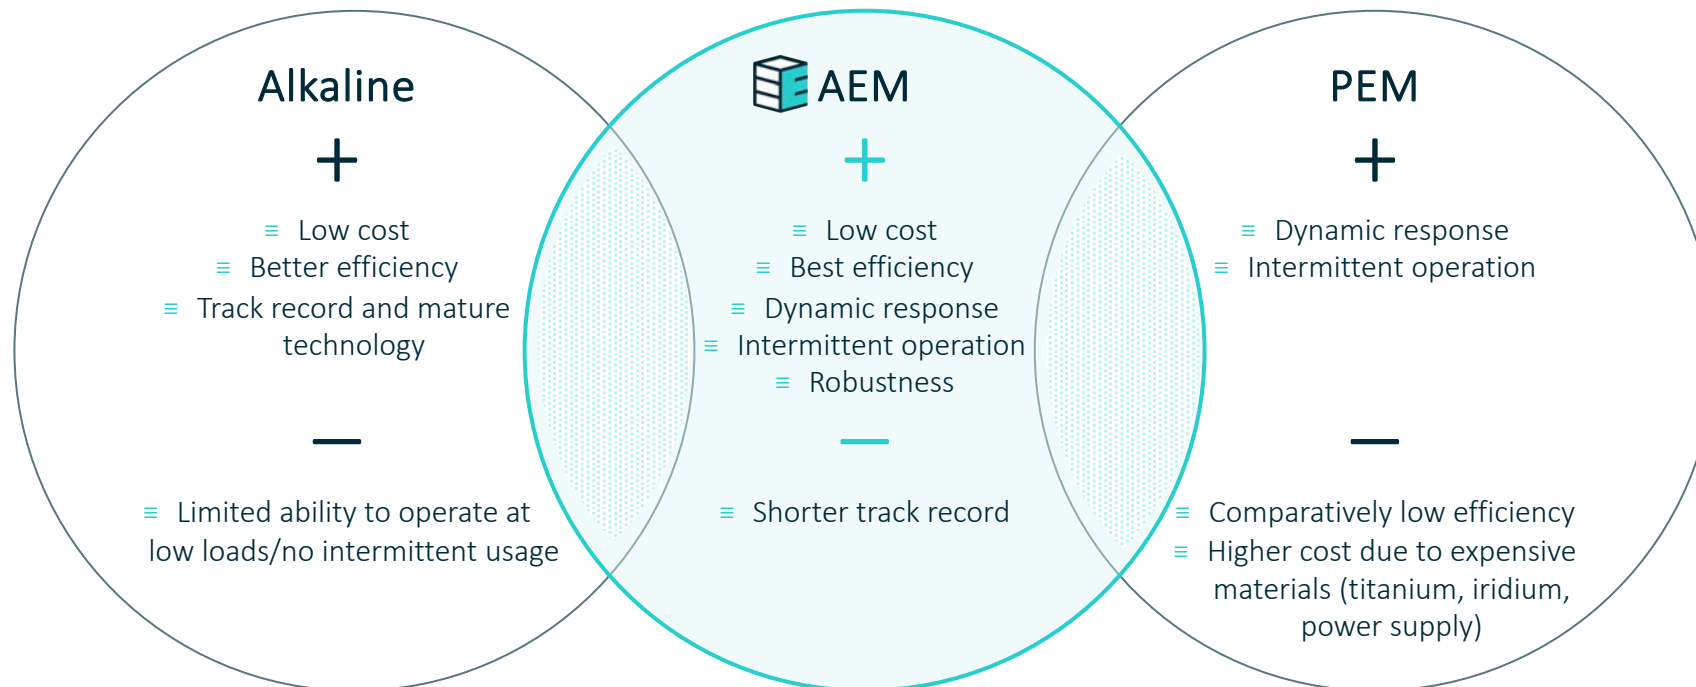 Alkaline
+
≡ Low cost
≡ Better efficiency
≡ Track record and mature
technology
—
≡ Limited ability to operate at
low loads/no intermittent usage
AEM
+
≡ Low cost
≡ Best efficiency
≡ Dynamic response
≡ Intermittent operation
≡ Robustness
—
≡ Shorter track record
PEM
+
≡ Dynamic response
≡ Intermittent operation
—
≡ Comparatively low efficiency
≡ Higher cost due to expensive
materials (titanium, iridium,
power supply)